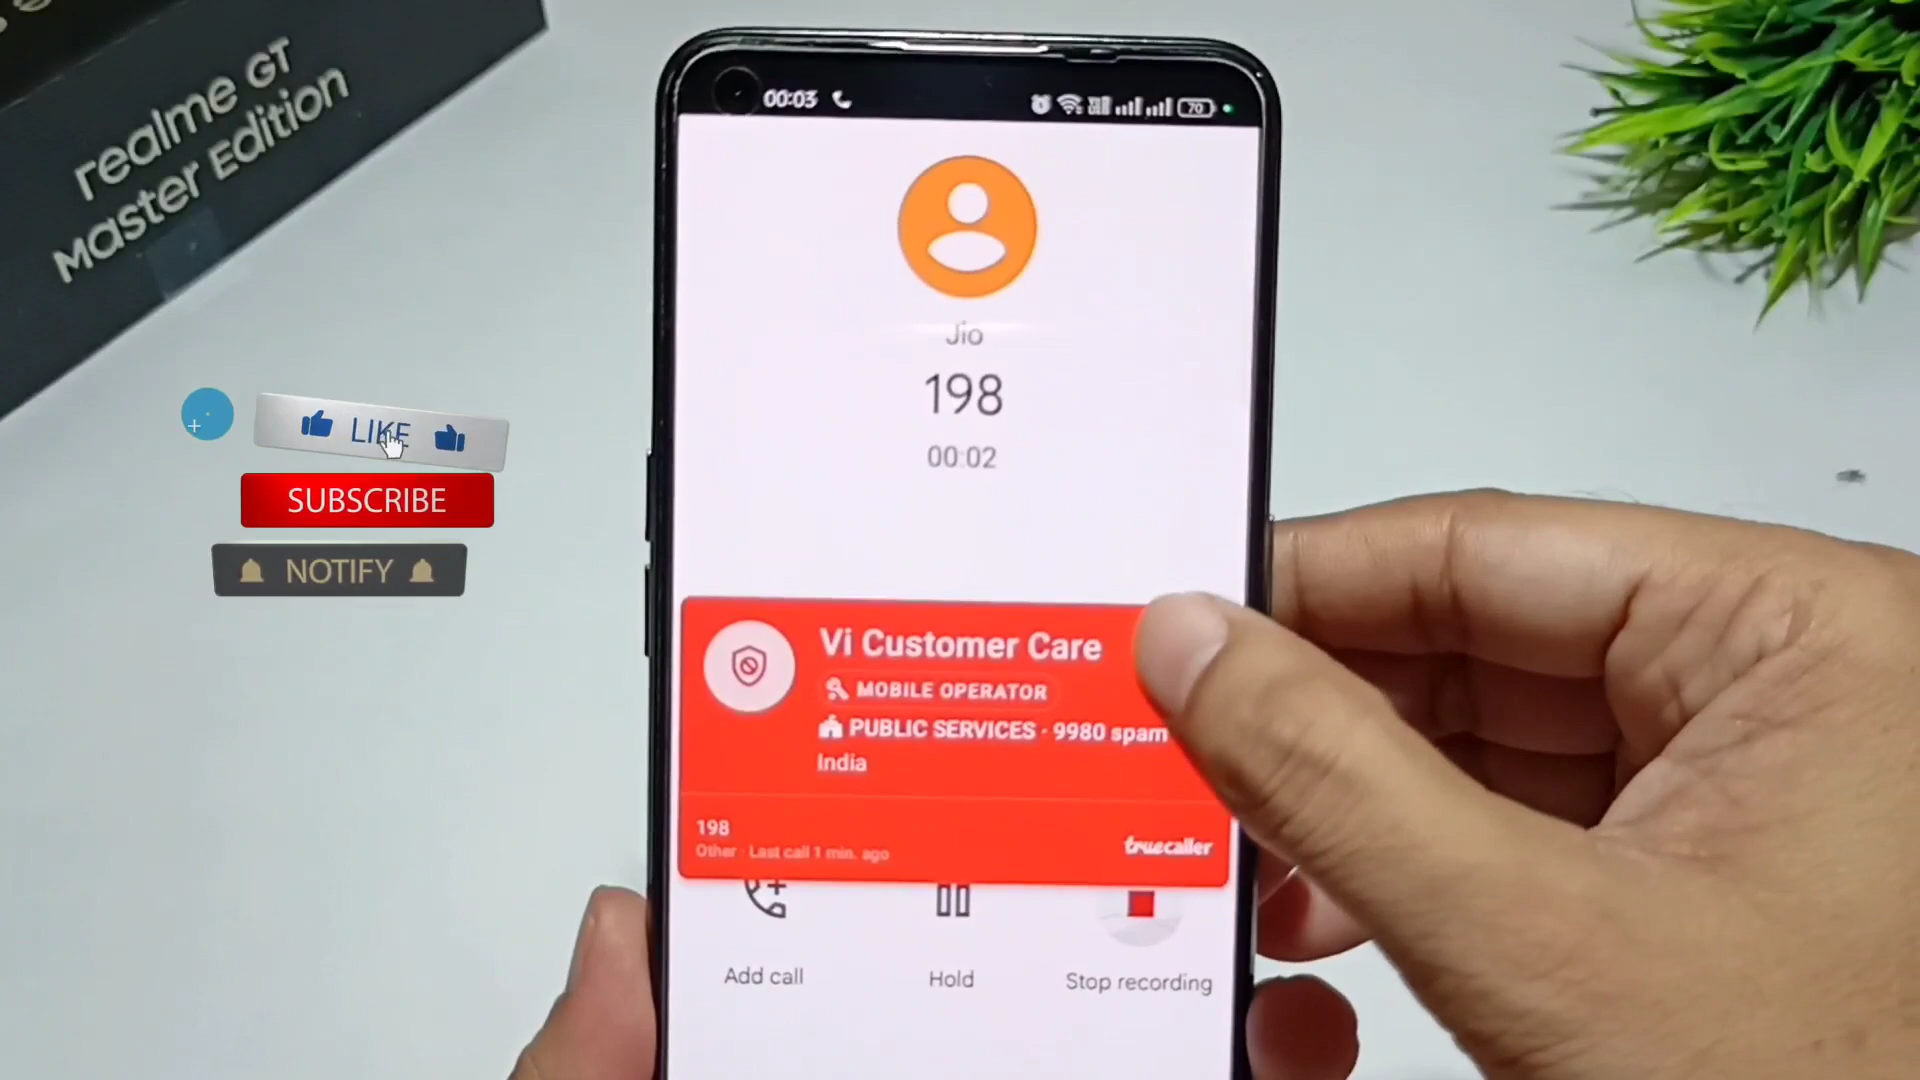 realme GT
Master Edition
00:03
70
Jio
198
00:02
LIKE
SUBSCRIBE
NOTIFY
Vi Customer Care
MOBILE OPERATOR
PUBLIC SERVICES · 9980 spam
India
198
Other · Last call 1 min. ago
truecaller
Add call
Hold
Stop recording